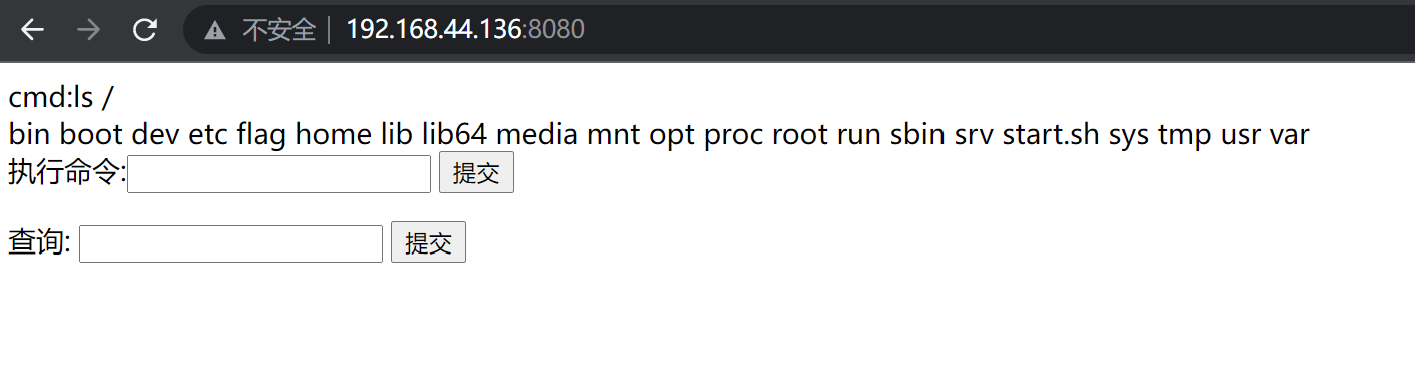 不安全 192.168.44.136:8080
cmd:ls /
bin boot dev etc flag home lib lib64 media mnt opt proc root run sbin srv start.sh sys tmp usr var
执行命令: 提交
查询: 提交